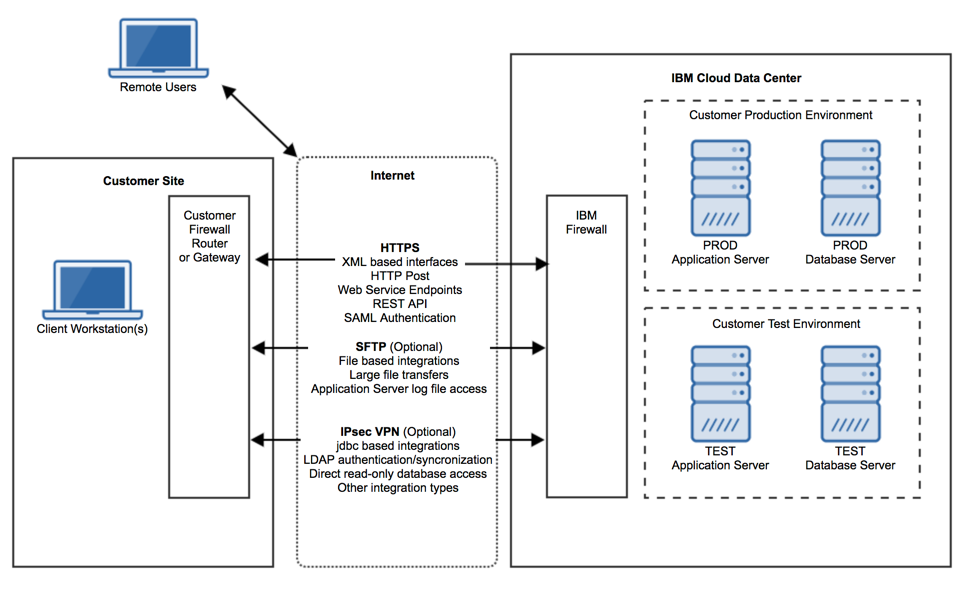 Remote Users
Customer Site
Customer
Firewall
Router
or Gateway
Client Workstation(s)
Internet
HTTPS
XML based interfaces
HTTP Post
Web Service Endpoints
REST API
SAML Authentication
SFTP (Optional)
File based integrations
Large file transfers
Application Server log file access
IPsec VPN (Optional)
jdbc based integrations
LDAP authentication/syncronization
Direct read-only database access
Other integration types
IBM Cloud Data Center
IBM
Firewall
Customer Production Environment
PROD
Application Server
PROD
Database Server
Customer Test Environment
TEST
Application Server
TEST
Database Server